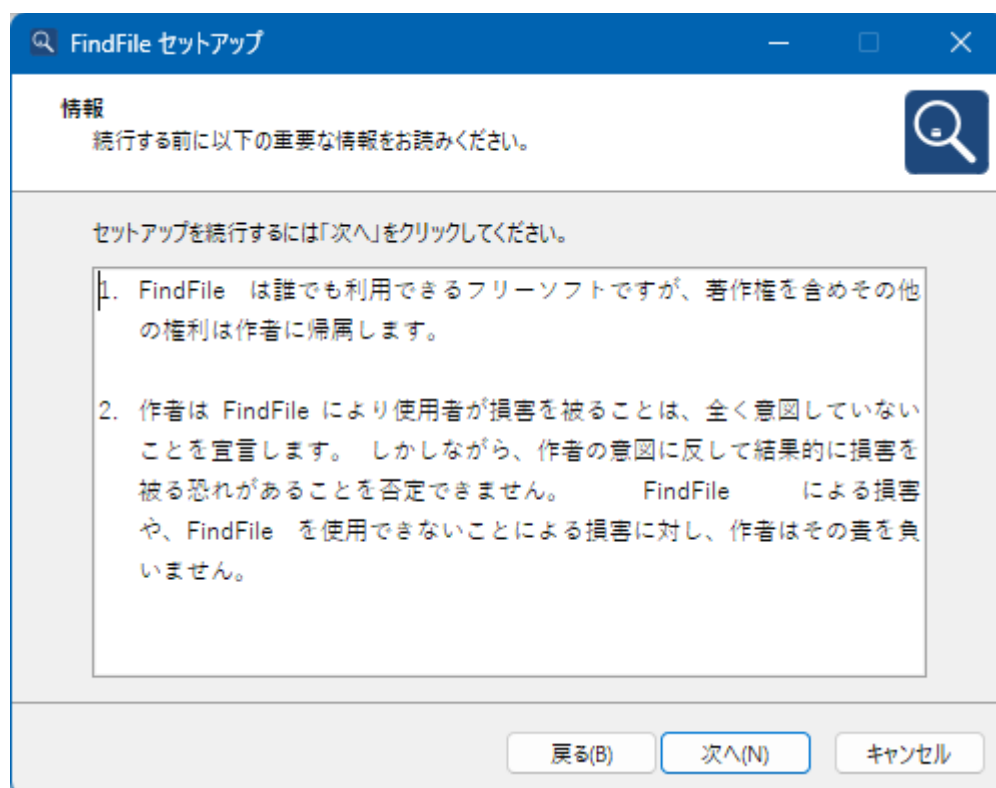 FindFile セットアップ
情報
続行する前に以下の重要な情報をお読みください。
セットアップを続行するには「次へ」をクリックしてください。
1. FindFile は誰でも利用できるフリーソフトですが、著作権を含めその他
の権利は作者に帰属します。
2. 作者は FindFile により使用者が損害を被ることは、全く意図していない
ことを宣言します。 しかしながら、作者の意図に反して結果的に損害を
被る恐れがあることを否定できません。 FindFile による損害
や、FindFile を使用できないことによる損害に対し、作者はその責を負
いません。
戻る(B)
次へ(N)
キャンセル